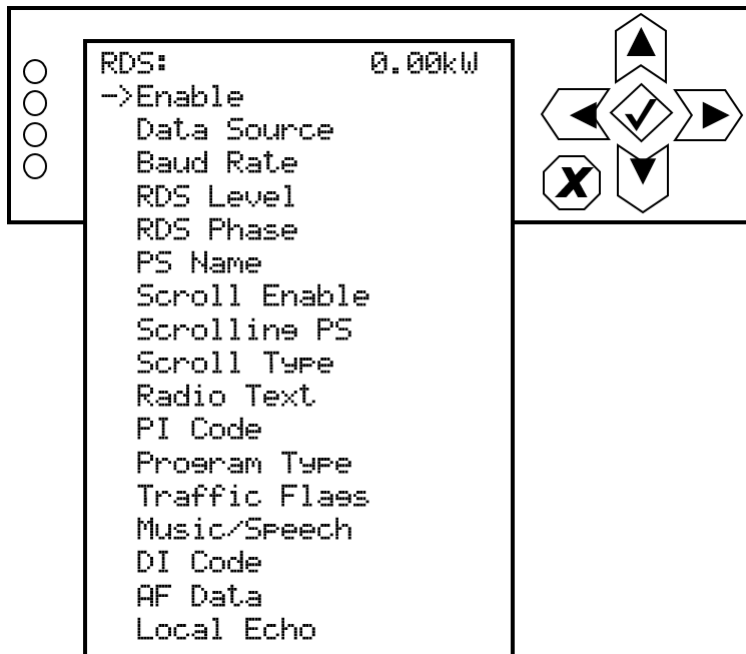 RDS: 0.00kW
->Enable
Data Source
Baud Rate
RDS Level
RDS Phase
PS Name
Scroll Enable
Scrolling PS
Scroll Type
Radio Text
PI Code
Program Type
Traffic Flags
Music/Speech
DI Code
AF Data
Local Echo
X